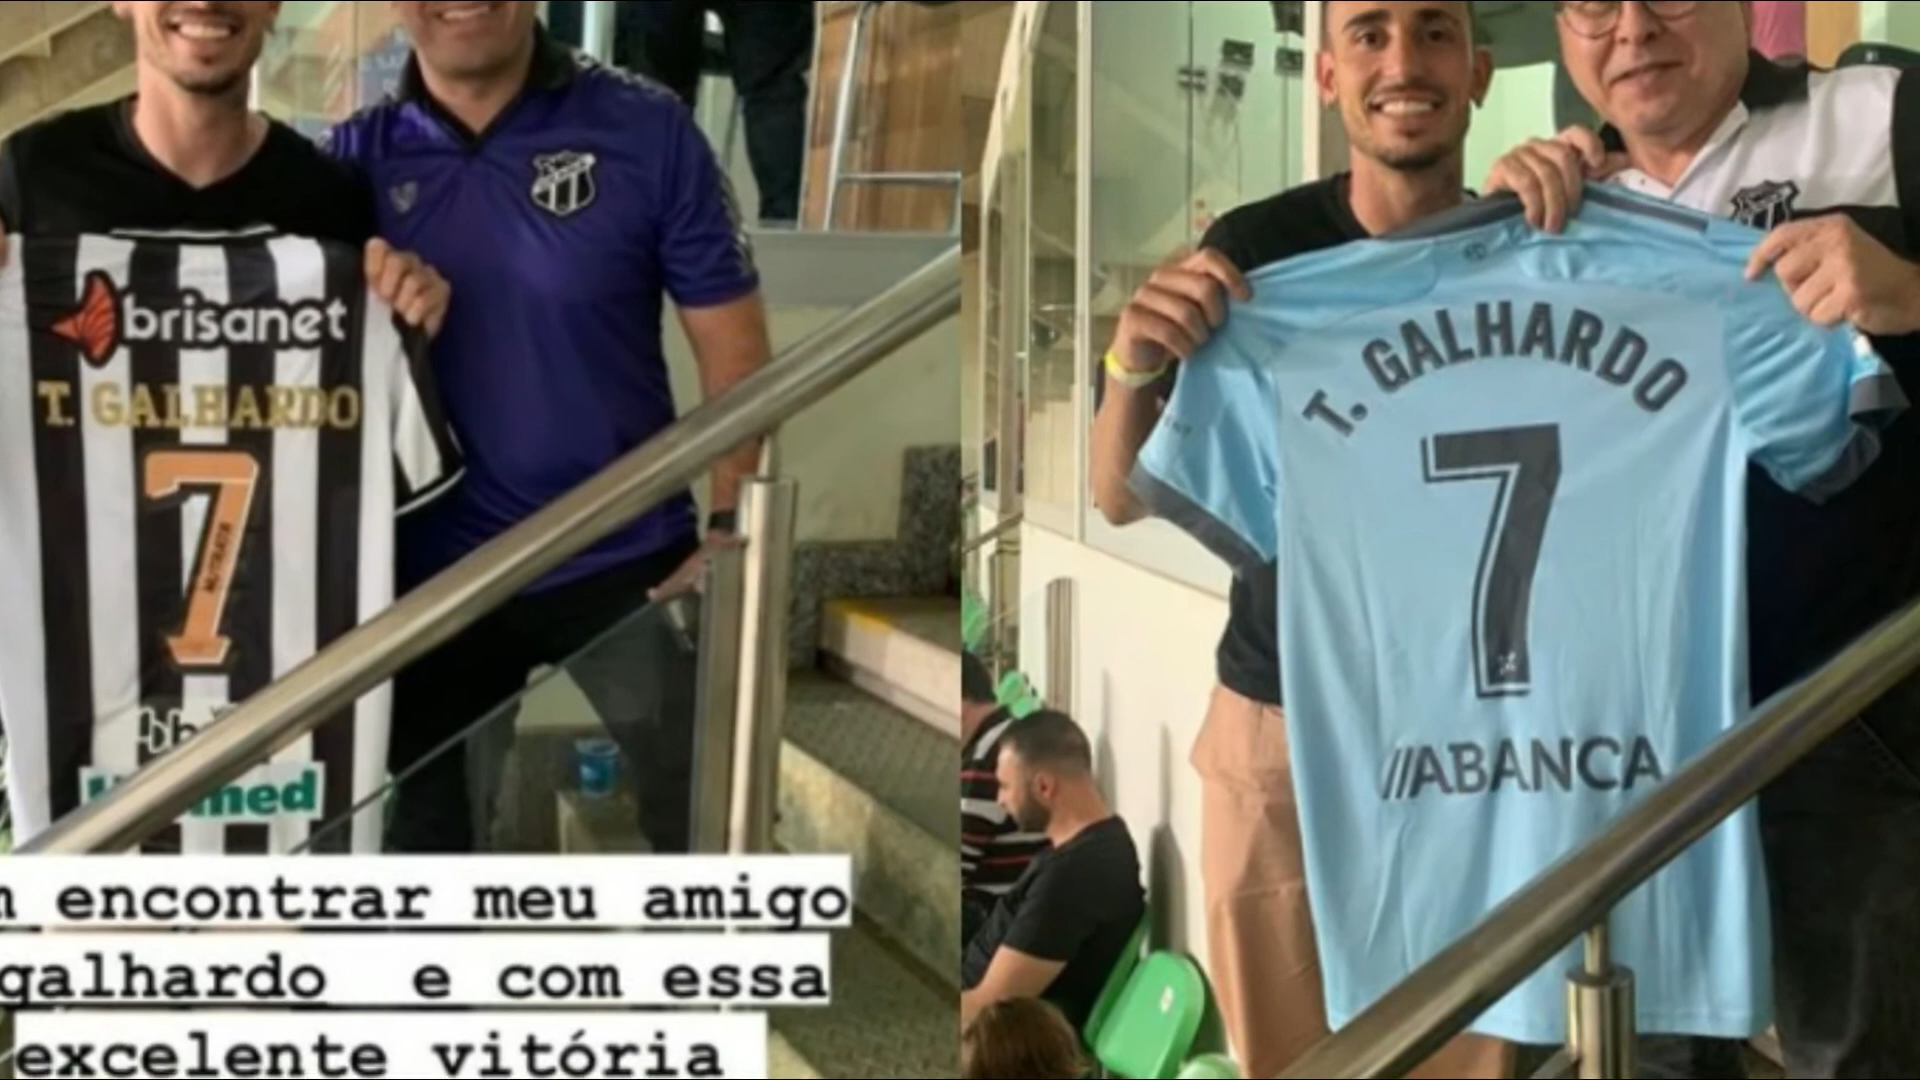 brisanet
T. GALHARDO
7
encontrar meu amigo
galhardo e com essa
excelente vitória
T. GALHARDO
7
//ABANCA